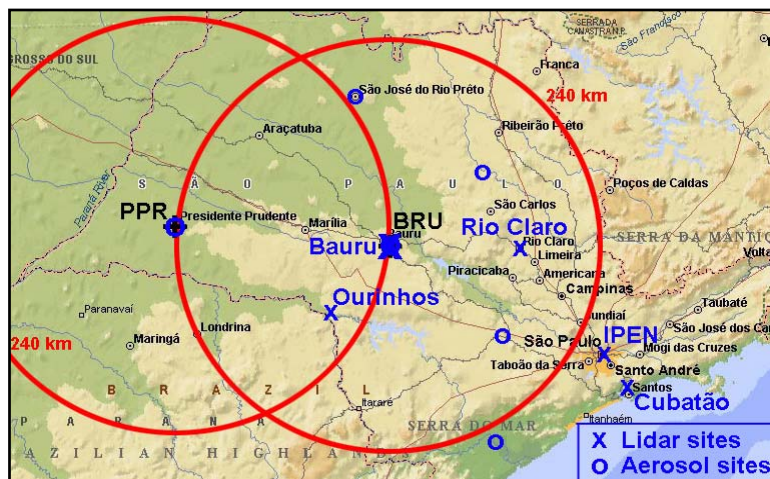 SERRA DA
CANASTRA N.P.
São Francisco
GROSSO DO SUL
Franca
São José do Rio Prêto
240 km
Araçatuba
Ribeirão Prêto
Paraná River
S Ã O P A U L O
Poços de Caldas
PPR
Presidente Prudente
São Carlos
BRU
Marília
Bauru
Bauru
Rio Claro
Rio Claro
SERRA DA MANTIQ
Limeira
Volta
Piracicaba
Americana
Campinas
Ourinhos
Paranavaí
Taubaté
Jundiaí
São José dos Ca
Londrina
Maringá
240 km
São Paulo
IPEN
Mogi das Cruzes
Taboão da Serra
Santo André
B R A Z I L
Santos
Cubatão
Itararé
Itanhaém
P A R A N A
SERRA DO MAR
AZILIAN HIGHLANDS
X Lidar sites
O Aerosol sites